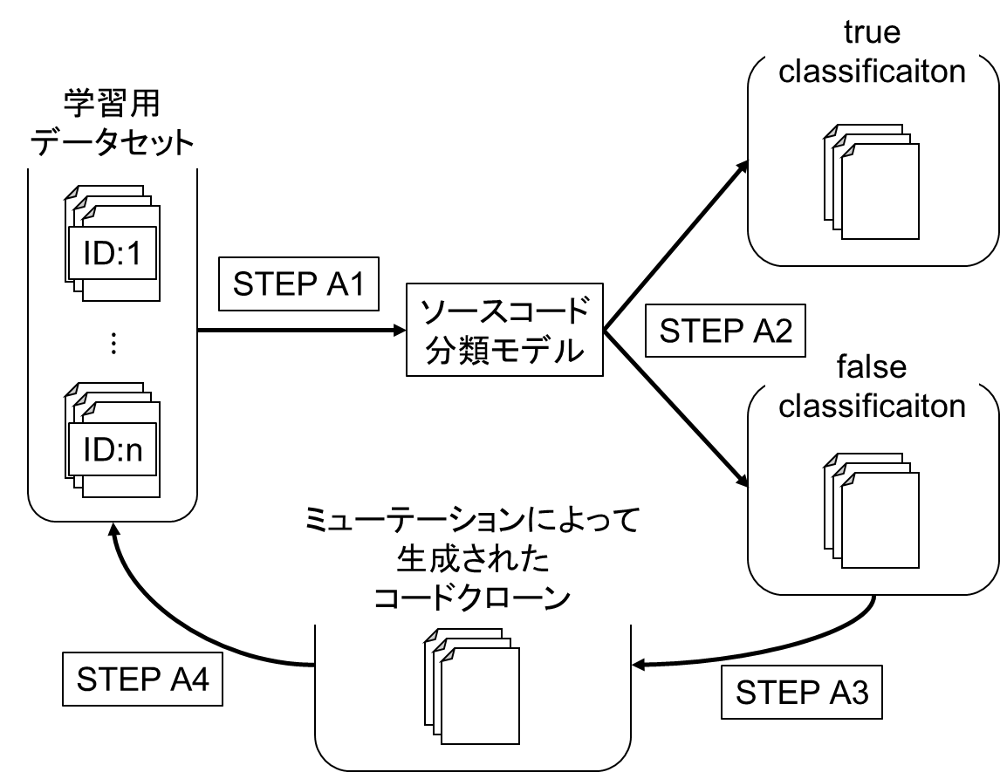 学習用
データセット
ID:1
⋮
ID:n
STEP A1
ソースコード
分類モデル
STEP A2
true
classificaiton
false
classificaiton
STEP A3
ミューテーションによって
生成された
コードクローン
STEP A4